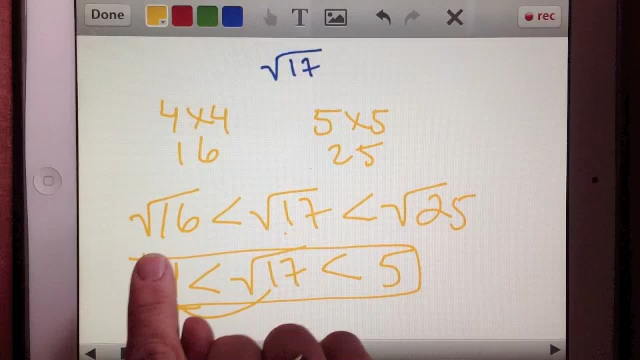 Done T rec
√17
4×4 5×5
16 25
√16 < √17 < √25
< √17 < 5